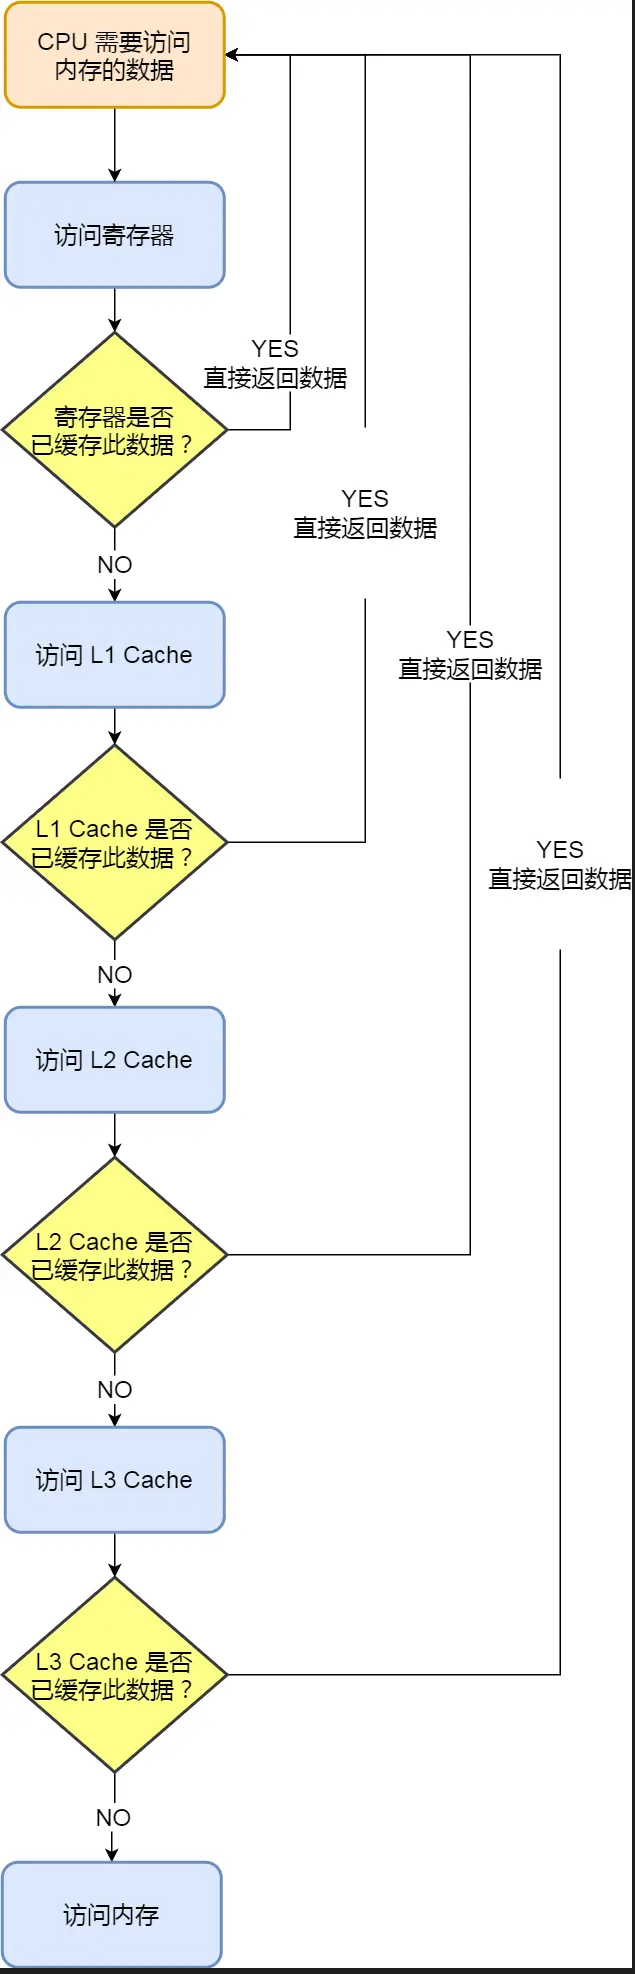 CPU 需要访问
内存的数据
访问寄存器
YES
直接返回数据
寄存器是否
已缓存此数据？
YES
直接返回数据
NO
访问 L1 Cache
YES
直接返回数据
L1 Cache 是否
已缓存此数据？
YES
直接返回数据
NO
访问 L2 Cache
L2 Cache 是否
已缓存此数据？
NO
访问 L3 Cache
L3 Cache 是否
已缓存此数据？
NO
访问内存